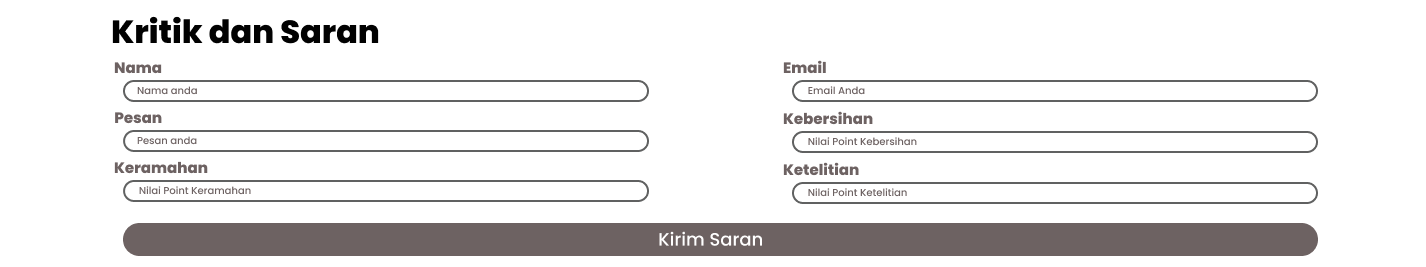 Kritik dan Saran
Nama
Nama anda
Email
Email Anda
Pesan
Pesan anda
Kebersihan
Nilai Point Kebersihan
Keramahan
Nilai Point Keramahan
Ketelitian
Nilai Point Ketelitian
Kirim Saran